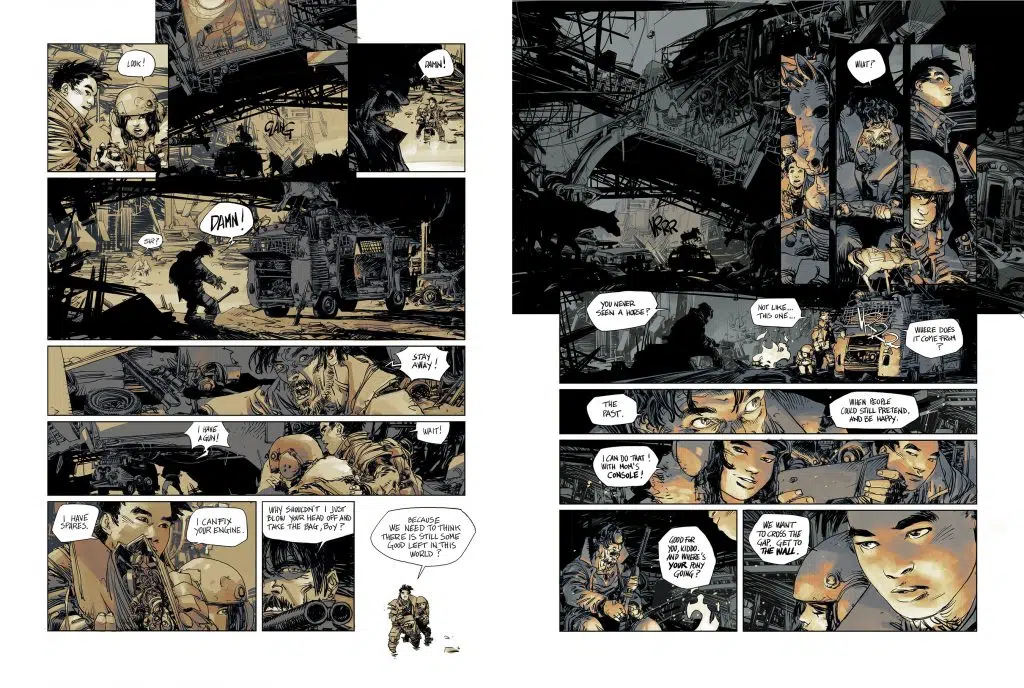 LOOK!
DAMN!
SIR?
DAMN!
STAY
AWAY!
I HAVE
A GUN!
WAIT!
I HAVE
SPARES.
I CAN FIX
YOUR ENGINE.
WHY SHOULDN'T I JUST
BLOW YOUR HEAD OFF AND
TAKE THE BAG, BOY?
BECAUSE
WE NEED TO THINK
THERE IS STILL SOME
GOOD LEFT IN THIS
WORLD?
WHAT?
YOU NEVER
SEEN A HORSE?
NOT LIKE...
THIS ONE...
WHERE DOES
IT COME FROM
?
THE
PAST.
WHEN PEOPLE
COULD STILL PRETEND,
AND BE HAPPY.
I CAN DO THAT!
WITH MOM'S
CONSOLE!
GOOD FOR
YOU, KIDDO.
AND WHERE'S
YOUR PONY
GOING?
WE WANT
TO CROSS THE
GAP. GET TO
THE WALL.